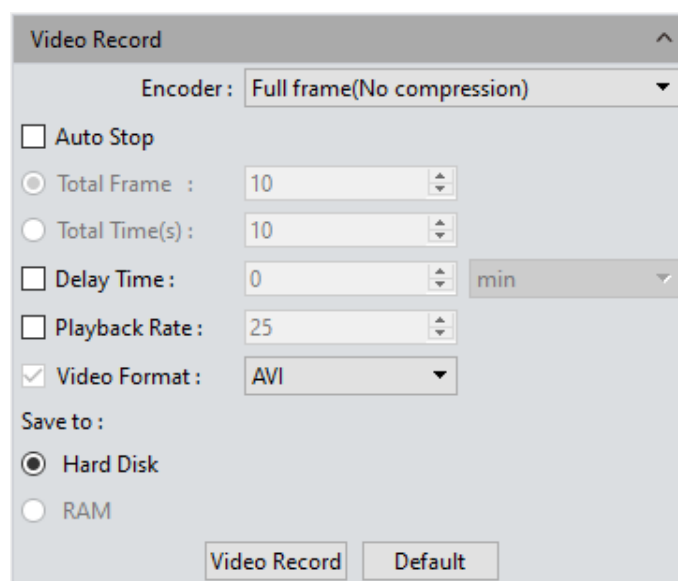 Video Record
Encoder : Full frame(No compression)
Auto Stop
Total Frame : 10
Total Time(s) : 10
Delay Time : 0 min
Playback Rate : 25
Video Format : AVI
Save to :
Hard Disk
RAM
Video Record Default